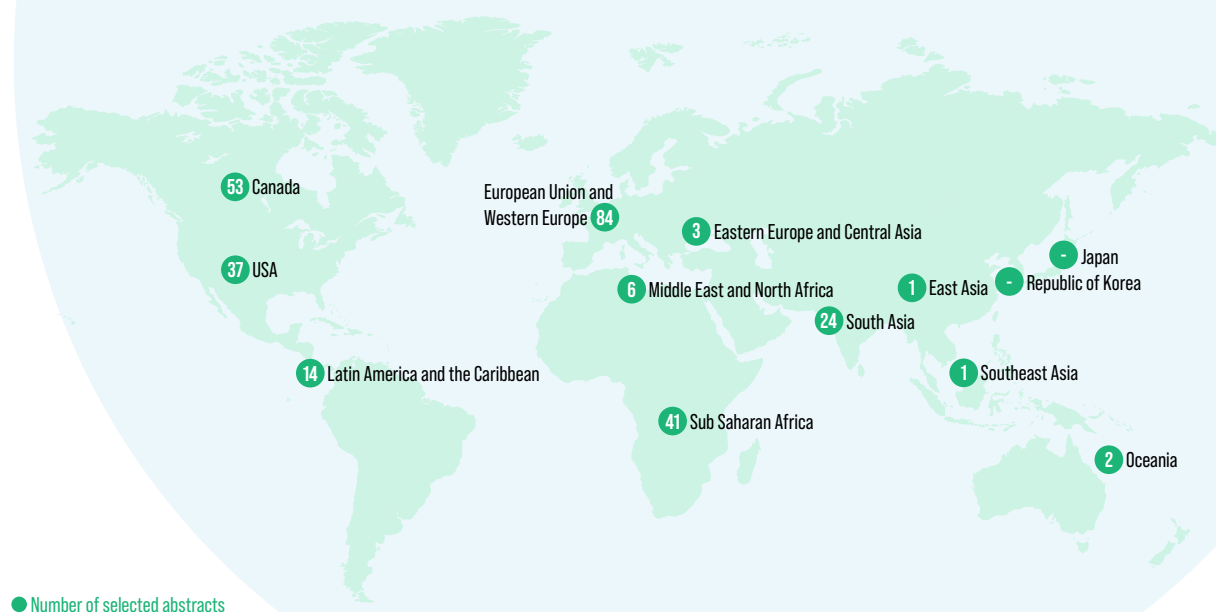 53 Canada
European Union and
Western Europe 84
3 Eastern Europe and Central Asia
- Japan
37 USA
6 Middle East and North Africa
1 East Asia
- Republic of Korea
24 South Asia
14 Latin America and the Caribbean
1 Southeast Asia
41 Sub Saharan Africa
2 Oceania
Number of selected abstracts